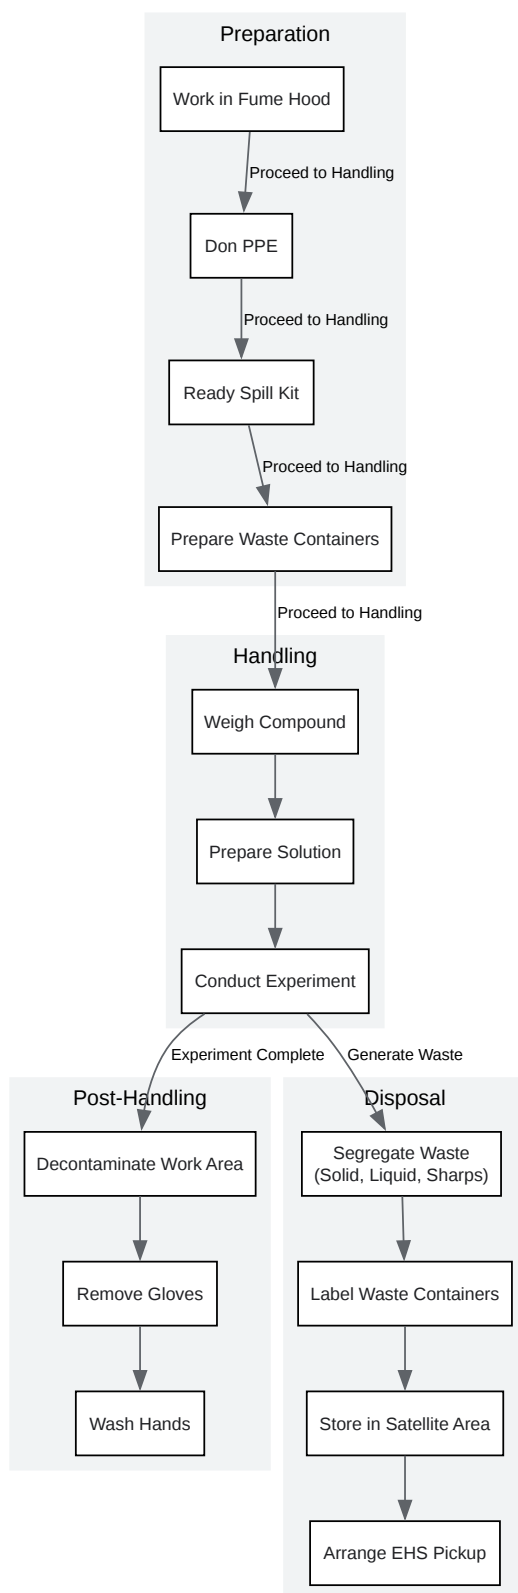 Preparation
Work in Fume Hood
Proceed to Handling
Don PPE
Proceed to Handling
Ready Spill Kit
Proceed to Handling
Prepare Waste Containers
Proceed to Handling
Handling
Weigh Compound
Prepare Solution
Conduct Experiment
Experiment Complete
Generate Waste
Post-Handling
Decontaminate Work Area
Remove Gloves
Wash Hands
Disposal
Segregate Waste
(Solid, Liquid, Sharps)
Label Waste Containers
Store in Satellite Area
Arrange EHS Pickup